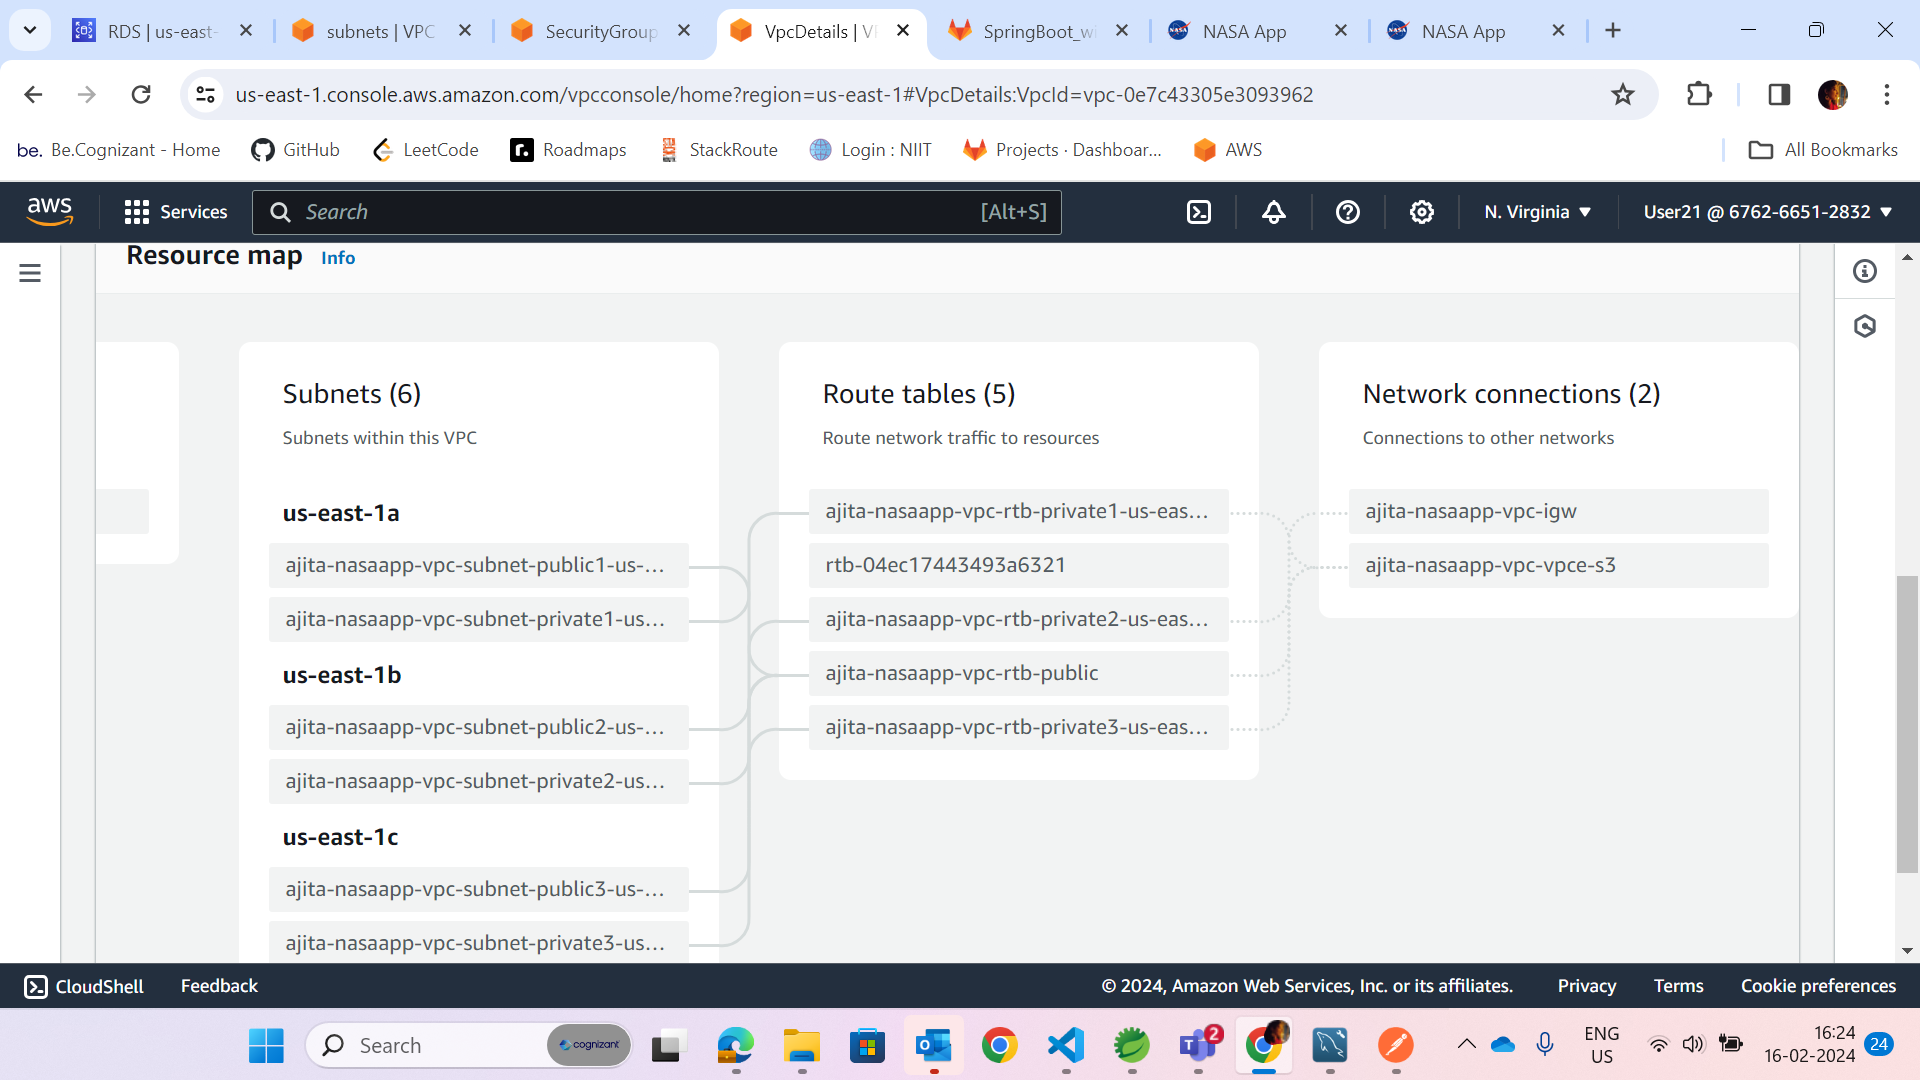 RDS | us-east-
subnets | VPC
SecurityGroup
VpcDetails | VP
SpringBoot_wi
NASA App
NASA App
us-east-1.console.aws.amazon.com/vpcconsole/home?region=us-east-1#VpcDetails:VpcId=vpc-0e7c43305e3093962
be. Be.Cognizant - Home
GitHub
LeetCode
r. Roadmaps
StackRoute
Login : NIIT
Projects · Dashboar...
AWS
All Bookmarks
aws
Services
Search
[Alt+S]
N. Virginia
User21 @ 6762-6651-2832
Resource map Info
Subnets (6)
Subnets within this VPC
us-east-1a
ajita-nasaapp-vpc-subnet-public1-us-...
ajita-nasaapp-vpc-subnet-private1-us...
us-east-1b
ajita-nasaapp-vpc-subnet-public2-us-...
ajita-nasaapp-vpc-subnet-private2-us...
us-east-1c
ajita-nasaapp-vpc-subnet-public3-us-...
ajita-nasaapp-vpc-subnet-private3-us...
Route tables (5)
Route network traffic to resources
ajita-nasaapp-vpc-rtb-private1-us-eas...
rtb-04ec17443493a6321
ajita-nasaapp-vpc-rtb-private2-us-eas...
ajita-nasaapp-vpc-rtb-public
ajita-nasaapp-vpc-rtb-private3-us-eas...
Network connections (2)
Connections to other networks
ajita-nasaapp-vpc-igw
ajita-nasaapp-vpc-vpce-s3
CloudShell
Feedback
© 2024, Amazon Web Services, Inc. or its affiliates.
Privacy
Terms
Cookie preferences
Search
cognizant
2
ENG
US
16:24
16-02-2024
24